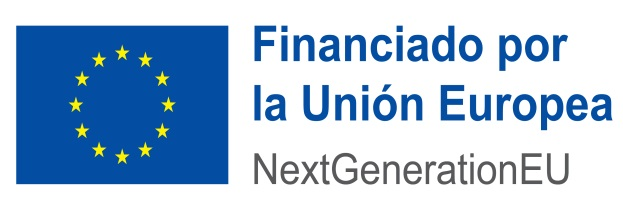 Financiado por
la Unión Europea
NextGenerationEU